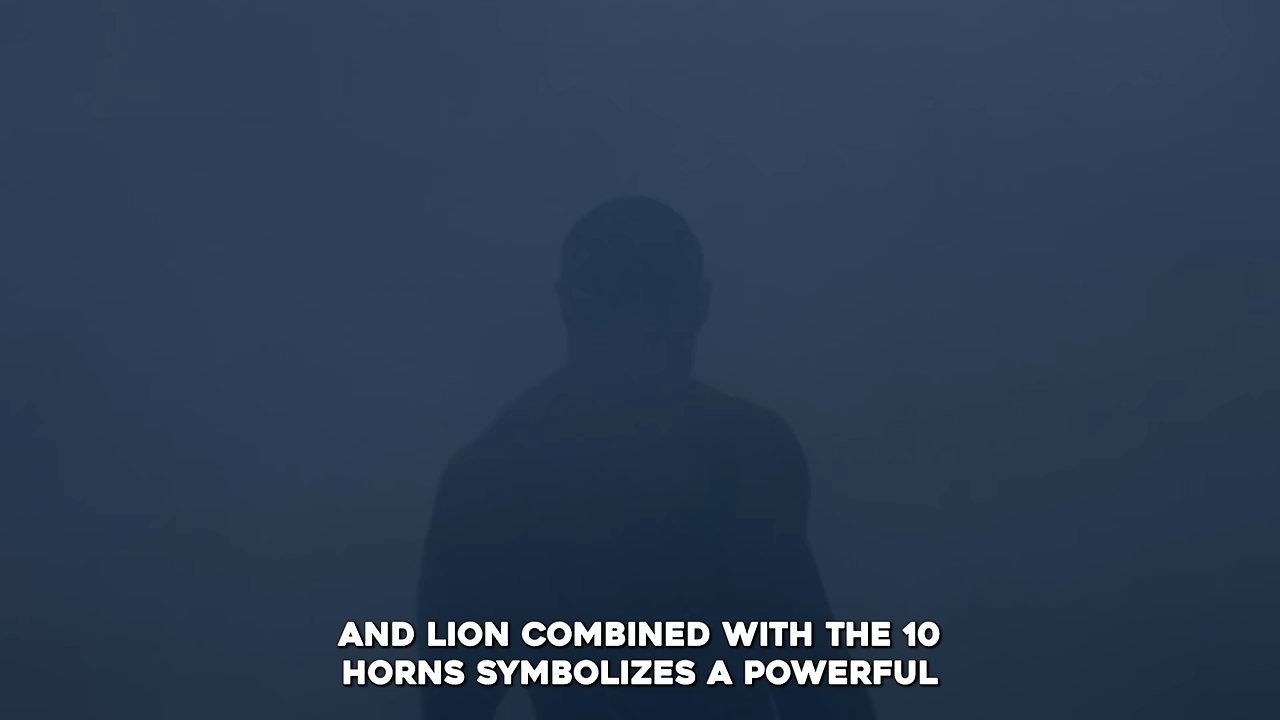 AND LION COMBINED WITH THE 10
HORNS SYMBOLIZES A POWERFUL